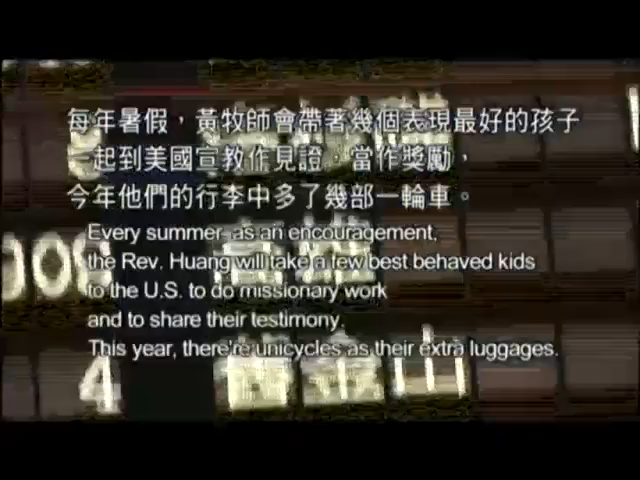 每年暑假，黃牧師會帶著幾個表現最好的孩子
一起到美國宣教作見證，當作獎勵，
今年他們的行李中多了幾部一輪車。
Every summer, as an encouragement,
the Rev. Huang will take a few best behaved kids
to the U.S. to do missionary work
and to share their testimony.
This year, there're unicycles as their extra luggages.
4